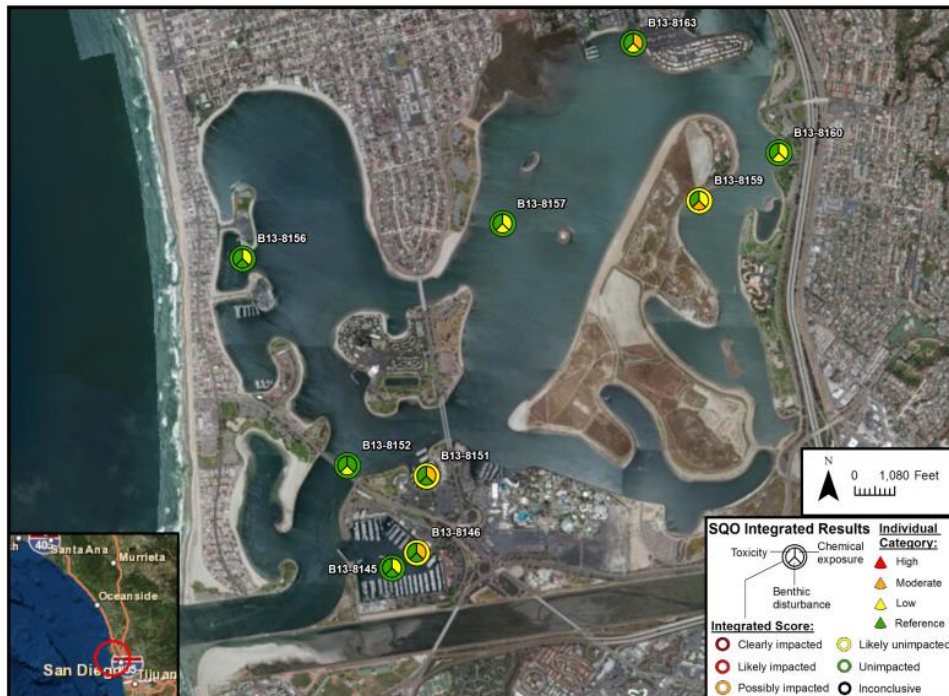 B13-8163
B13-8160
B13-8159
B13-8157
B13-8156
B13-8152
B13-8151
B13-8146
B13-8145
N
0 1,080 Feet
SQO Integrated Results
Toxicity
Chemical
exposure
Benthic
disturbance
Individual
Category:
High
Moderate
Low
Reference
Integrated Score:
Clearly impacted
Likely impacted
Possibly impacted
Likely unimpacted
Unimpacted
Inconclusive
405
Santa Ana
Murrieta
Oceanside
San Diego
Tijuan